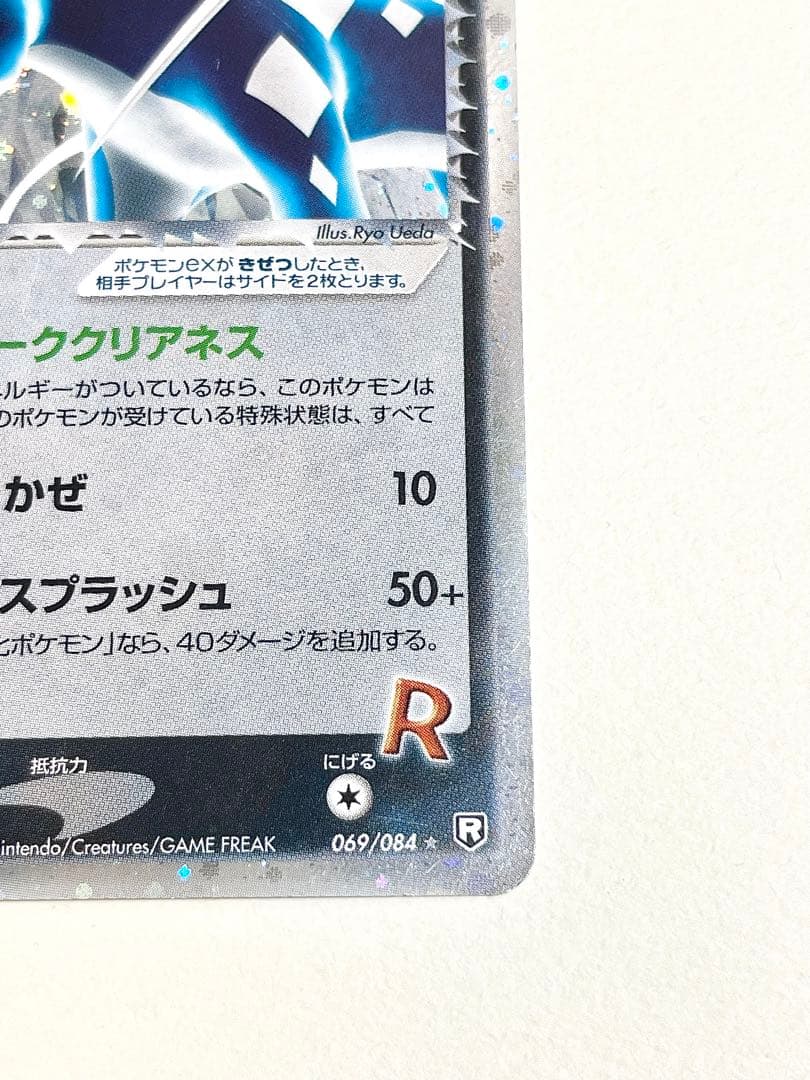 Illus.Ryo Ueda
ポケモンexが きぜつしたとき、
相手プレイヤーはサイドを2枚とります。
ーククリアネス
ネルギーがついているなら、このポケモンは
のポケモンが受けている特殊状態は、すべて
かぜ 10
スプラッシュ 50+
化ポケモン」なら、40ダメージを追加する。
R
抵抗力 にげる
intendo/Creatures/GAME FREAK 069/084 ★ R